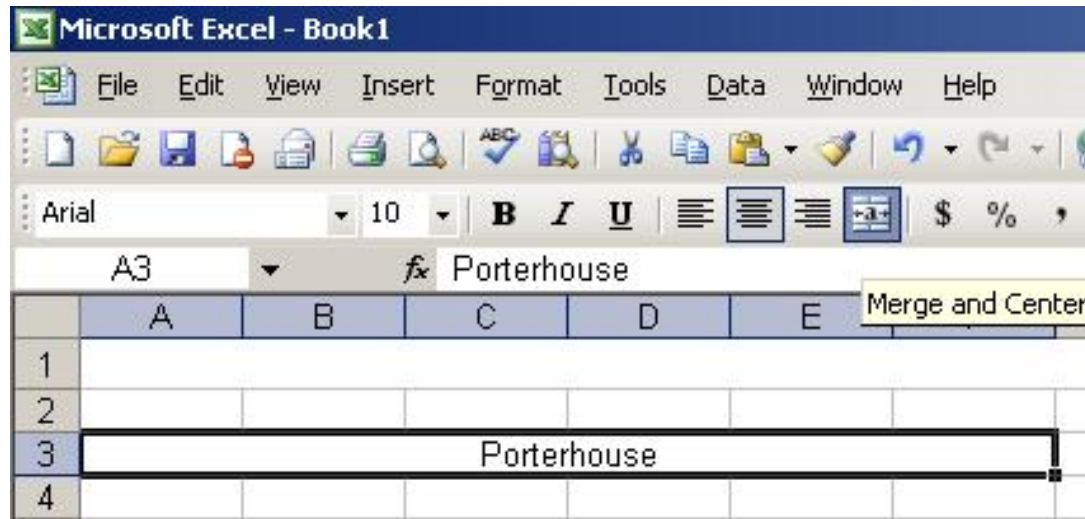 Microsoft Excel - Book1
File Edit View Insert Format Tools Data Window Help
ABC
Arial 10 B I U a $ % ,
A3 fx Porterhouse
Merge and Center
A B C D E
1
2
3 Porterhouse
4